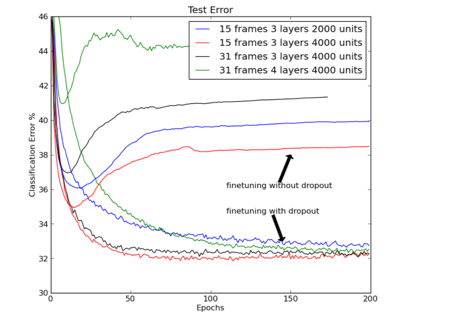 Test Error
46
44
42
40
38
36
34
32
30
Classification Error %
15 frames 3 layers 2000 units
15 frames 3 layers 4000 units
31 frames 3 layers 4000 units
31 frames 4 layers 4000 units
finetuning without dropout
finetuning with dropout
0 50 100 150 200
Epochs